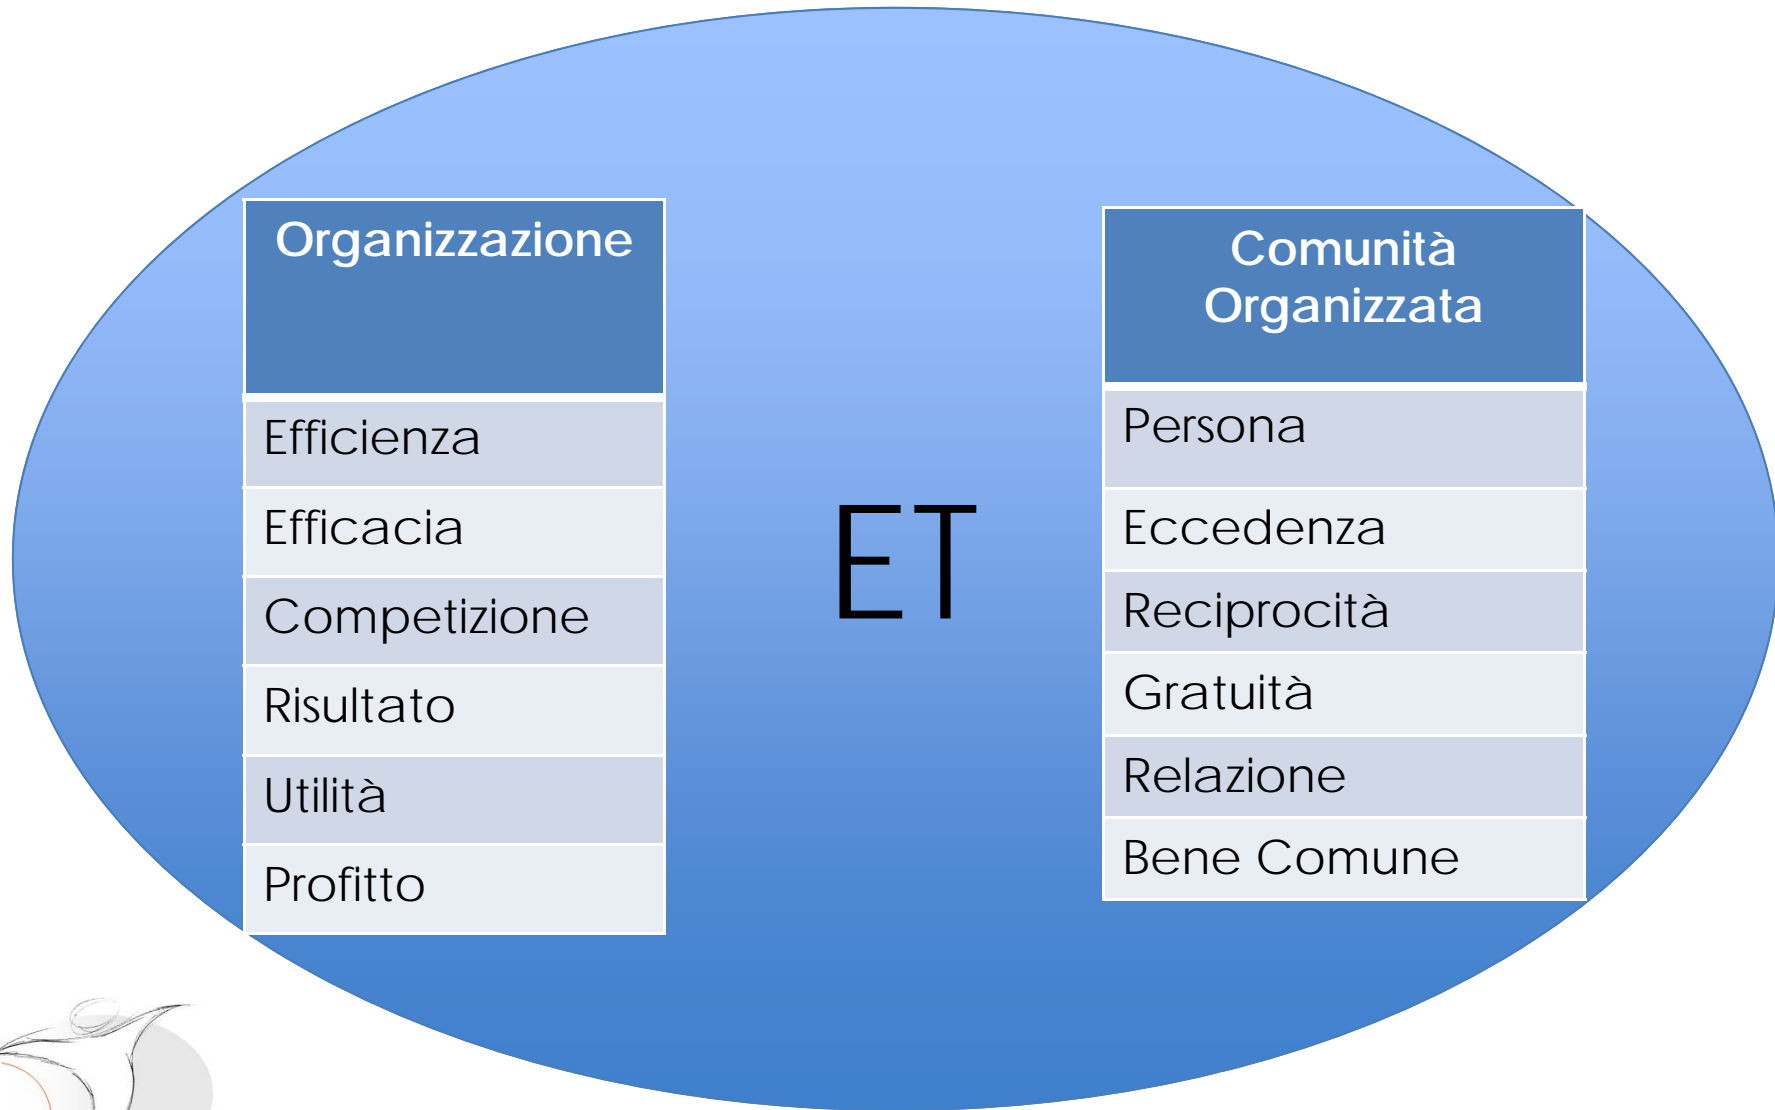 Organizzazione
Efficienza
Efficacia
Competizione
Risultato
Utilità
Profitto
ET
Comunità
Organizzata
Persona
Eccedenza
Reciprocità
Gratuità
Relazione
Bene Comune